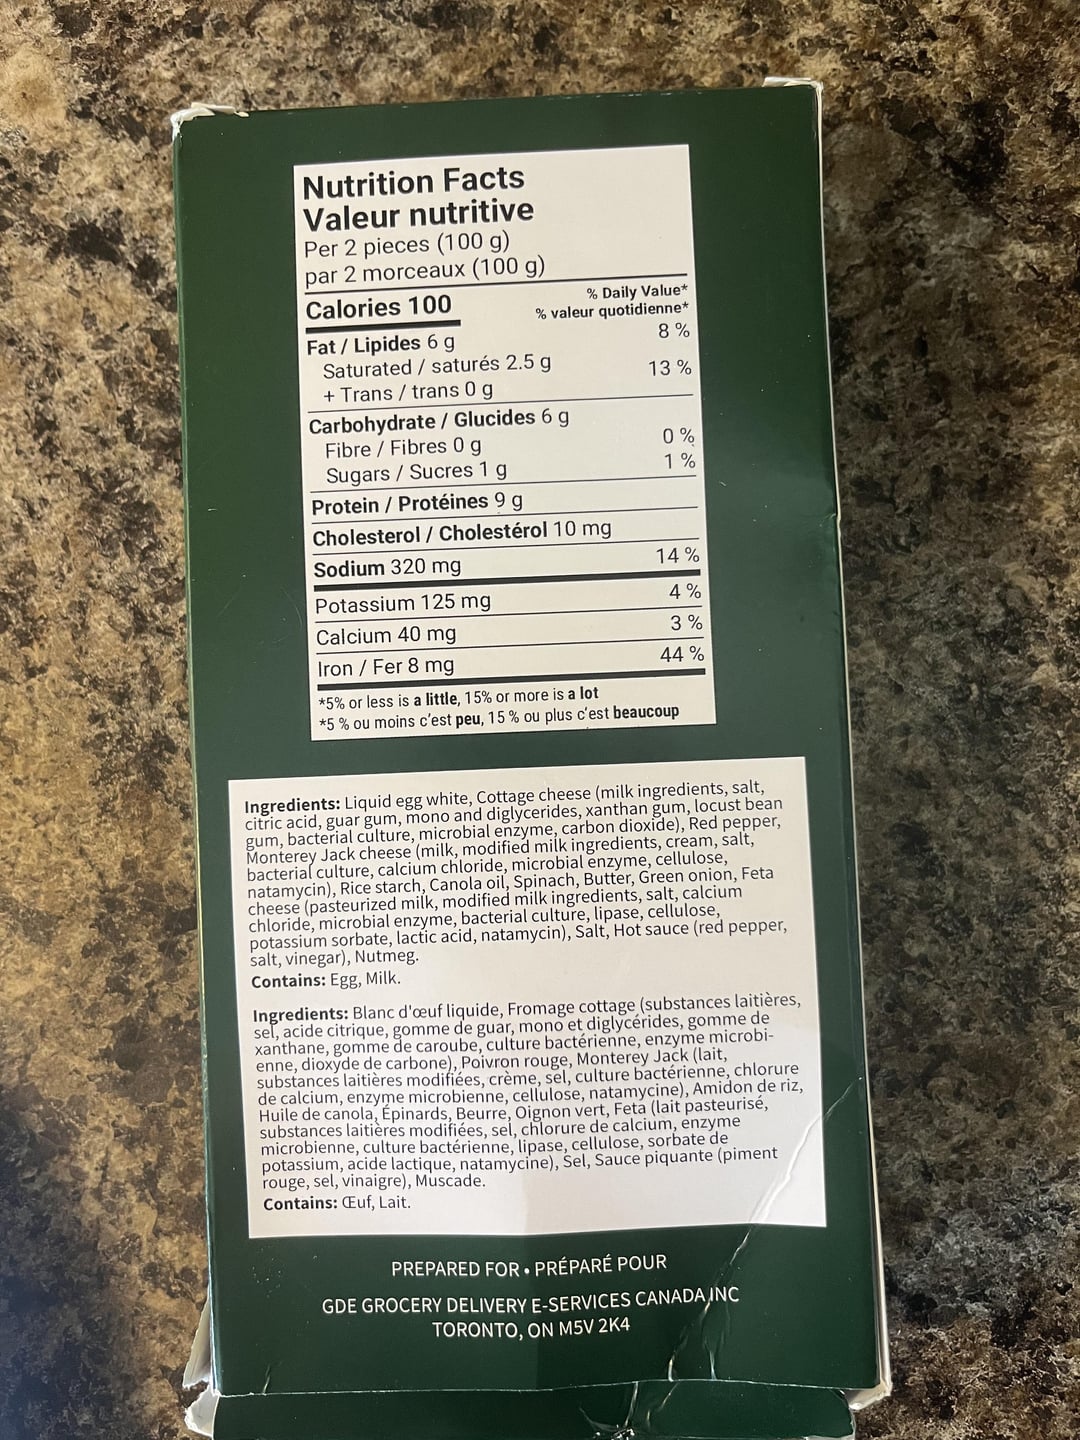 Nutrition Facts
Valeur nutritive
Per 2 pieces (100 g)
par 2 morceaux (100 g)
Calories 100
% Daily Value*
% valeur quotidienne*
Fat / Lipides 6 g 8 %
Saturated / saturés 2.5 g
+ Trans / trans 0 g 13 %
Carbohydrate / Glucides 6 g
Fibre / Fibres 0 g 0 %
Sugars / Sucres 1 g 1 %
Protein / Protéines 9 g
Cholesterol / Cholestérol 10 mg
Sodium 320 mg 14 %
Potassium 125 mg 4 %
Calcium 40 mg 3 %
Iron / Fer 8 mg 44 %
*5% or less is a little, 15% or more is a lot
*5 % ou moins c'est peu, 15 % ou plus c'est beaucoup
Ingredients: Liquid egg white, Cottage cheese (milk ingredients, salt,
citric acid, guar gum, mono and diglycerides, xanthan gum, locust bean
gum, bacterial culture, microbial enzyme, carbon dioxide), Red pepper,
Monterey Jack cheese (milk, modified milk ingredients, cream, salt,
bacterial culture, calcium chloride, microbial enzyme, cellulose,
natamycin), Rice starch, Canola oil, Spinach, Butter, Green onion, Feta
cheese (pasteurized milk, modified milk ingredients, salt, calcium
chloride, microbial enzyme, bacterial culture, lipase, cellulose,
potassium sorbate, lactic acid, natamycin), Salt, Hot sauce (red pepper,
salt, vinegar), Nutmeg.
Contains: Egg, Milk.
Ingredients: Blanc d'œuf liquide, Fromage cottage (substances laitières,
sel, acide citrique, gomme de guar, mono et diglycérides, gomme de
xanthane, gomme de caroube, culture bactérienne, enzyme microbi-
enne, dioxyde de carbone), Poivron rouge, Monterey Jack (lait,
substances laitières modifiées, crème, sel, culture bactérienne, chlorure
de calcium, enzyme microbienne, cellulose, natamycine), Amidon de riz,
Huile de canola, Épinards, Beurre, Oignon vert, Feta (lait pasteurisé,
substances laitières modifiées, sel, chlorure de calcium, enzyme
microbienne, culture bactérienne, lipase, cellulose, sorbate de
potassium, acide lactique, natamycine), Sel, Sauce piquante (piment
rouge, sel, vinaigre), Muscade.
Contains: Œuf, Lait.
PREPARED FOR • PRÉPARÉ POUR
GDE GROCERY DELIVERY E-SERVICES CANADA INC
TORONTO, ON M5V 2K4